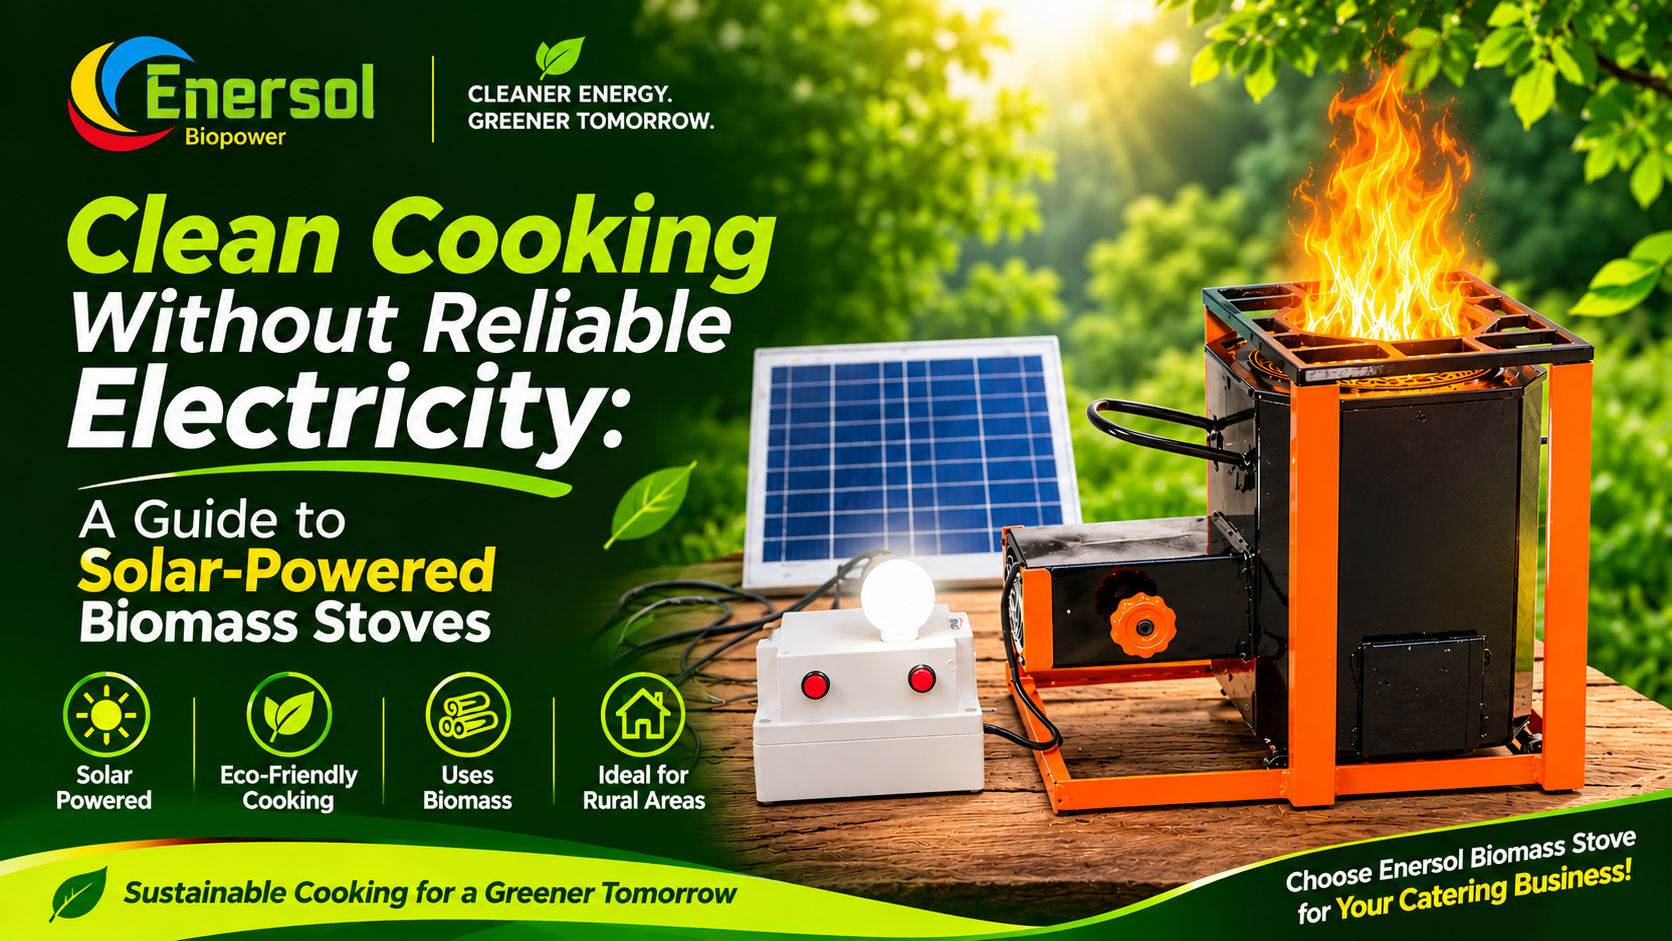 Enersol
Biopower
CLEANER ENERGY.
GREENER TOMORROW.
Clean Cooking
Without Reliable
Electricity:
A Guide to
Solar-Powered
Biomass Stoves
Solar
Powered
Eco-Friendly
Cooking
Uses
Biomass
Ideal for
Rural Areas
Sustainable Cooking for a Greener Tomorrow
Choose Enersol Biomass Stove
for Your Catering Business!